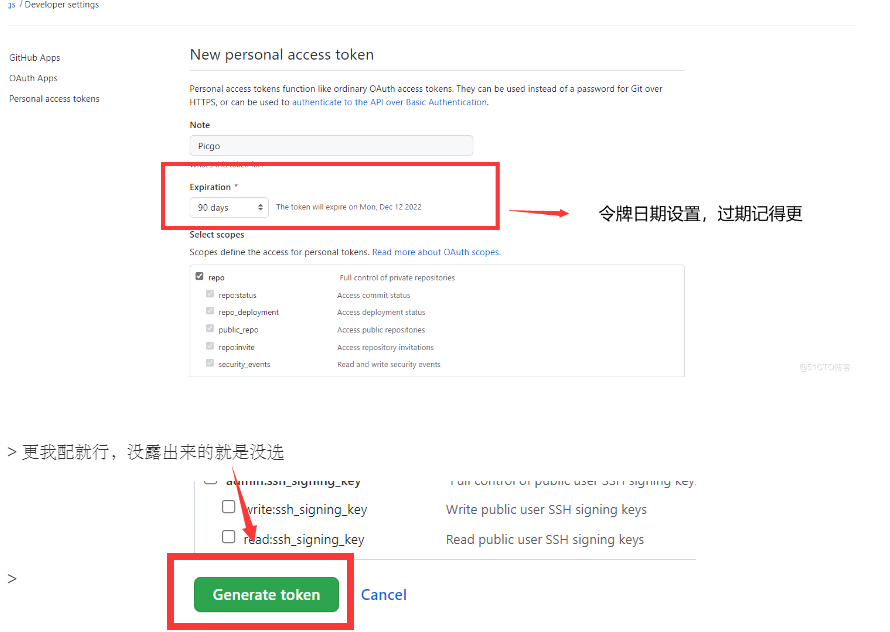 gs / Developer settings
GitHub Apps
OAuth Apps
Personal access tokens
New personal access token
Personal access tokens function like ordinary OAuth access tokens. They can be used instead of a password for Git over
HTTPS, or can be used to authenticate to the API over Basic Authentication.
Note
Picgo
What's this token for?
Expiration *
90 days The token will expire on Mon, Dec 12 2022
令牌日期设置，过期记得更
Select scopes
Scopes define the access for personal tokens. Read more about OAuth scopes.
repo Full control of private repositories
repo:status Access commit status
repo_deployment Access deployment status
public_repo Access public repositories
repo:invite Access repository invitations
security_events Read and write security events
@51CTO博客
> 更我配就行，没露出来的就是没选
admin:ssh_signing_key Full control of public user SSH signing key
write:ssh_signing_key Write public user SSH signing keys
read:ssh_signing_key Read public user SSH signing keys
>
Generate token Cancel